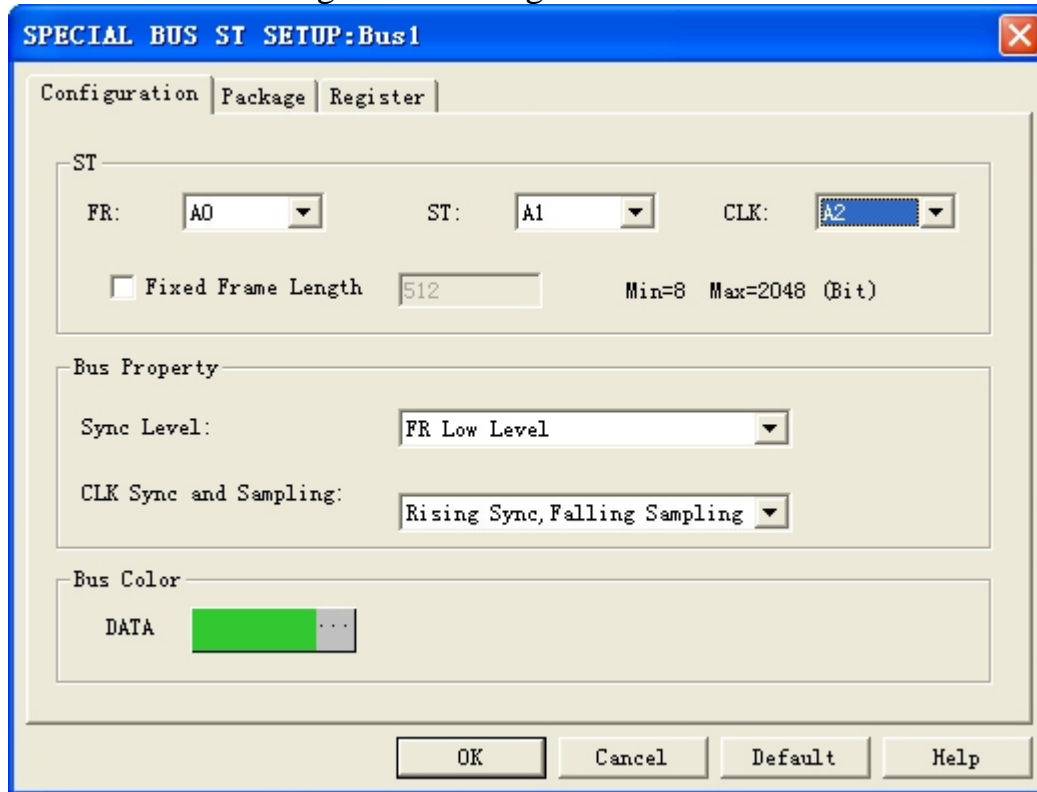 SPECIAL BUS ST SETUP:Bus1
Configuration Package Register
ST
FR: A0 ST: A1 CLK: A2
Fixed Frame Length 512 Min=8 Max=2048 (Bit)
Bus Property
Sync Level: FR Low Level
CLK Sync and Sampling: Rising Sync,Falling Sampling
Bus Color
DATA ...
OK Cancel Default Help